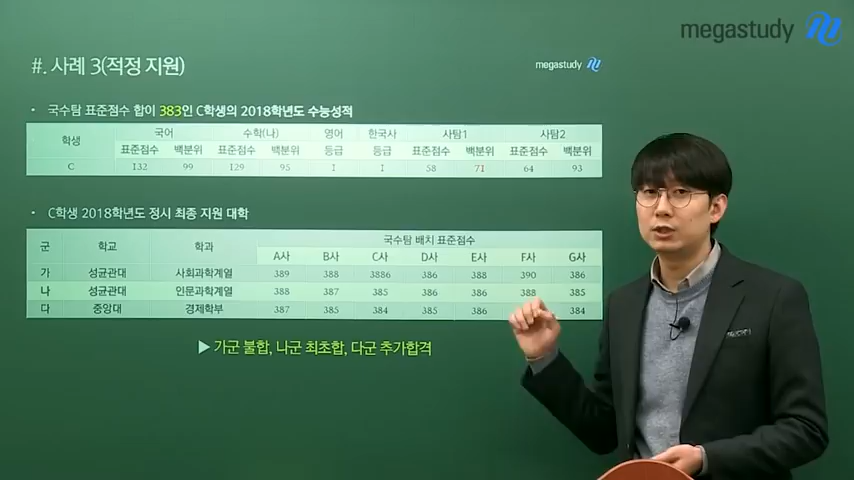 megastudy
#. 사례 3(적정 지원)
megastudy
• 국수탐 표준점수 합이 383인 C학생의 2018학년도 수능성적
학생 국어 수학(나) 영어 한국사 사탐1 사탐2
표준점수 백분위 표준점수 백분위 등급 등급 표준점수 백분위 표준점수 백분위
C 132 99 129 95 1 1 58 71 64 93
• C학생 2018학년도 정시 최종 지원 대학
군 학교 학과 국수탐 배치 표준점수
A사 B사 C사 D사 E사 F사 G사
가 성균관대 사회과학계열 389 388 3886 386 388 390 386
나 성균관대 인문과학계열 388 387 385 386 386 388 385
다 중앙대 경제학부 387 385 384 385 386 384
▶ 가군 불합, 나군 최초합, 다군 추가합격